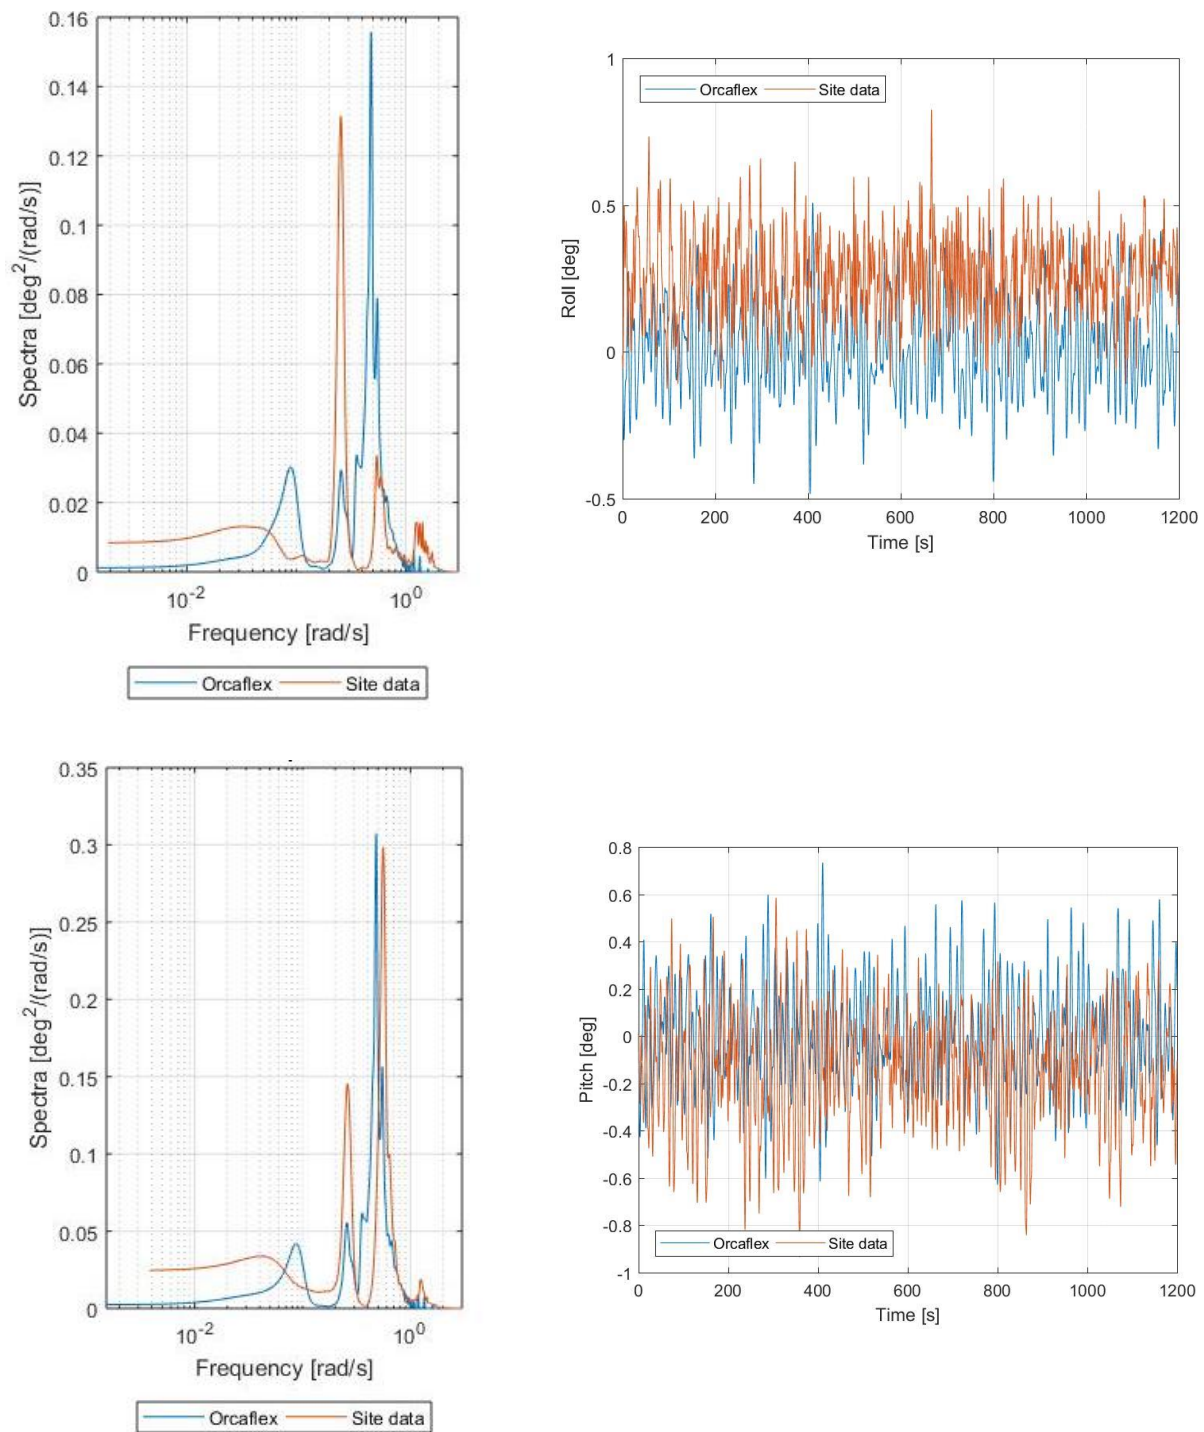 0.16
0.14
0.12
0.1
0.08
0.06
0.04
0.02
0
Spectra [deg²/(rad/s)]
10⁻² 10⁰
Frequency [rad/s]
Orcaflex Site data
1
0.5
0
-0.5
Roll [deg]
Orcaflex Site data
0 200 400 600 800 1000 1200
Time [s]
0.35
0.3
0.25
0.2
0.15
0.1
0.05
0
Spectra [deg²/(rad/s)]
10⁻² 10⁰
Frequency [rad/s]
Orcaflex Site data
0.8
0.6
0.4
0.2
0
-0.2
-0.4
-0.6
-0.8
-1
Pitch [deg]
Orcaflex Site data
0 200 400 600 800 1000 1200
Time [s]